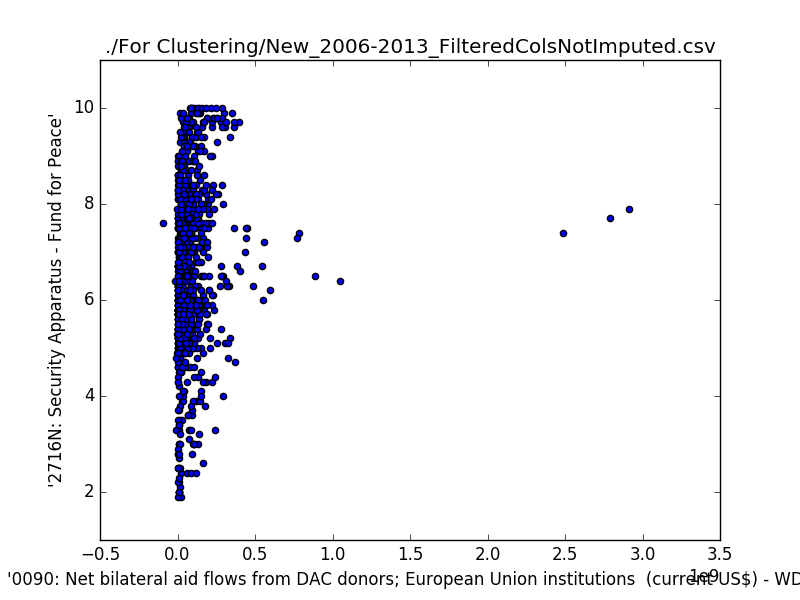 ./For Clustering/New_2006-2013_FilteredColsNotImputed.csv
'2716N: Security Apparatus - Fund for Peace'
10
8
6
4
2
−0.5 0.0 0.5 1.0 1.5 2.0 2.5 3.0 3.5
1e9
'0090: Net bilateral aid flows from DAC donors; European Union institutions  (current US$) - WD